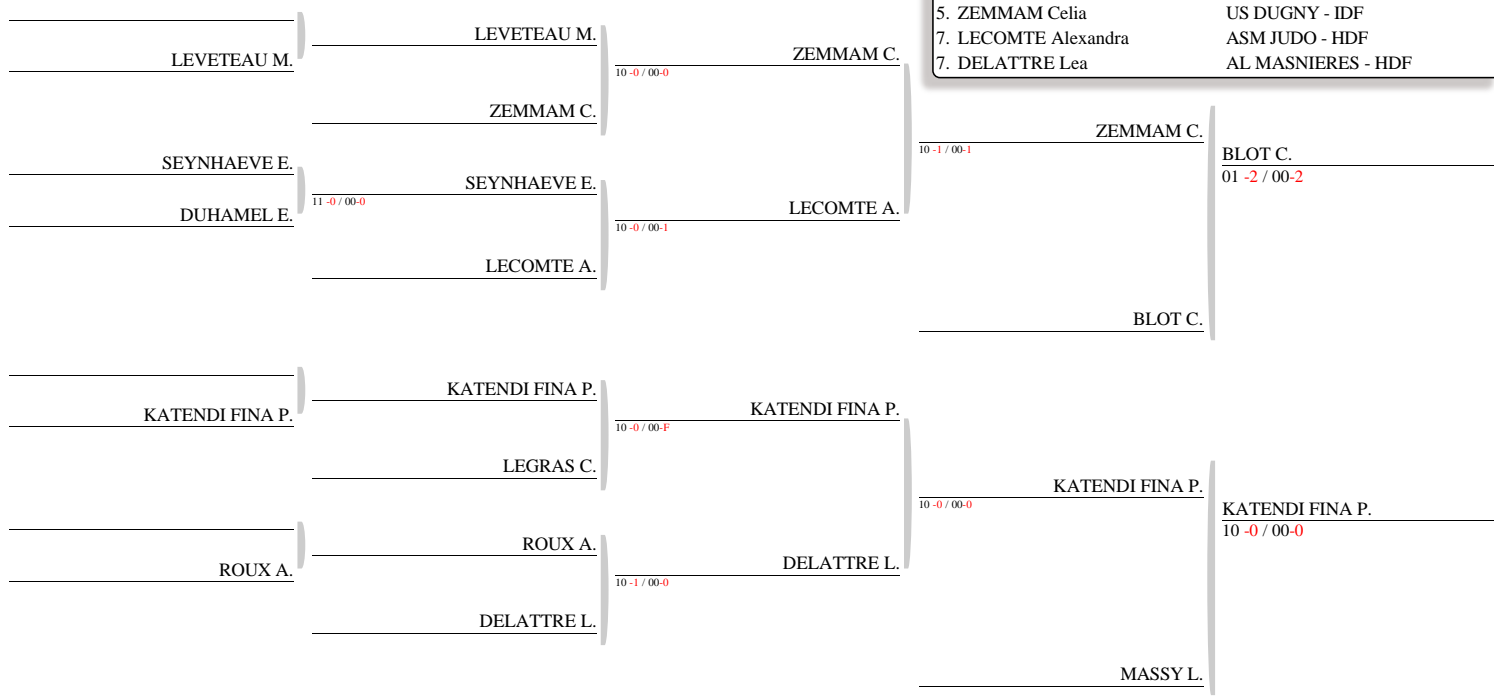 5. ZEMMAM Celia US DUGNY - IDF
7. LECOMTE Alexandra ASM JUDO - HDF
7. DELATTRE Lea AL MASNIERES - HDF
LEVETEAU M.
LEVETEAU M.
ZEMMAM C.
10 -0 / 00-0
ZEMMAM C.
ZEMMAM C.
10 -1 / 00-1
BLOT C.
01 -2 / 00-2
SEYNHAEVE E.
SEYNHAEVE E.
11 -0 / 00-0
DUHAMEL E.
LECOMTE A.
10 -0 / 00-1
LECOMTE A.
BLOT C.
KATENDI FINA P.
KATENDI FINA P.
KATENDI FINA P.
10 -0 / 00-F
LEGRAS C.
KATENDI FINA P.
10 -0 / 00-0
KATENDI FINA P.
10 -0 / 00-0
ROUX A.
ROUX A.
DELATTRE L.
10 -1 / 00-0
DELATTRE L.
MASSY L.